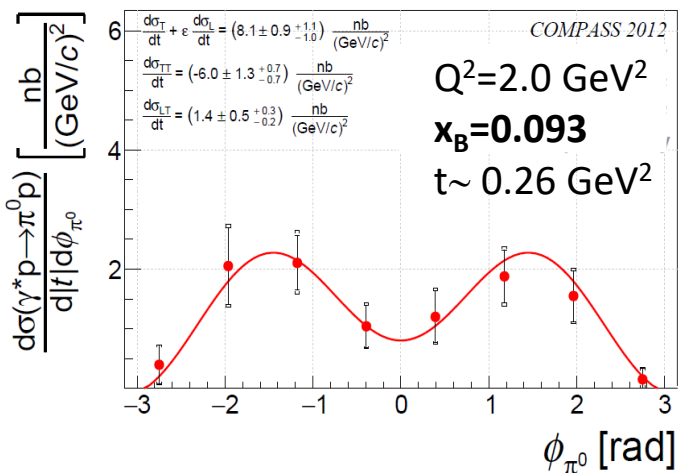 dσ(γ*p→π⁰p) / d|t|dφ_π⁰ [nb / (GeV/c)²]
dσ_T/dt + ε dσ_L/dt = (8.1 ± 0.9 +1.1 −1.0) nb/(GeV/c)²
dσ_TT/dt = (-6.0 ± 1.3 +0.7 −0.7) nb/(GeV/c)²
dσ_LT/dt = (1.4 ± 0.5 +0.3 −0.2) nb/(GeV/c)²
COMPASS 2012
Q²=2.0 GeV²
x_B=0.093
t~ 0.26 GeV²
6
4
2
−3 −2 −1 0 1 2 3
φ_π⁰ [rad]